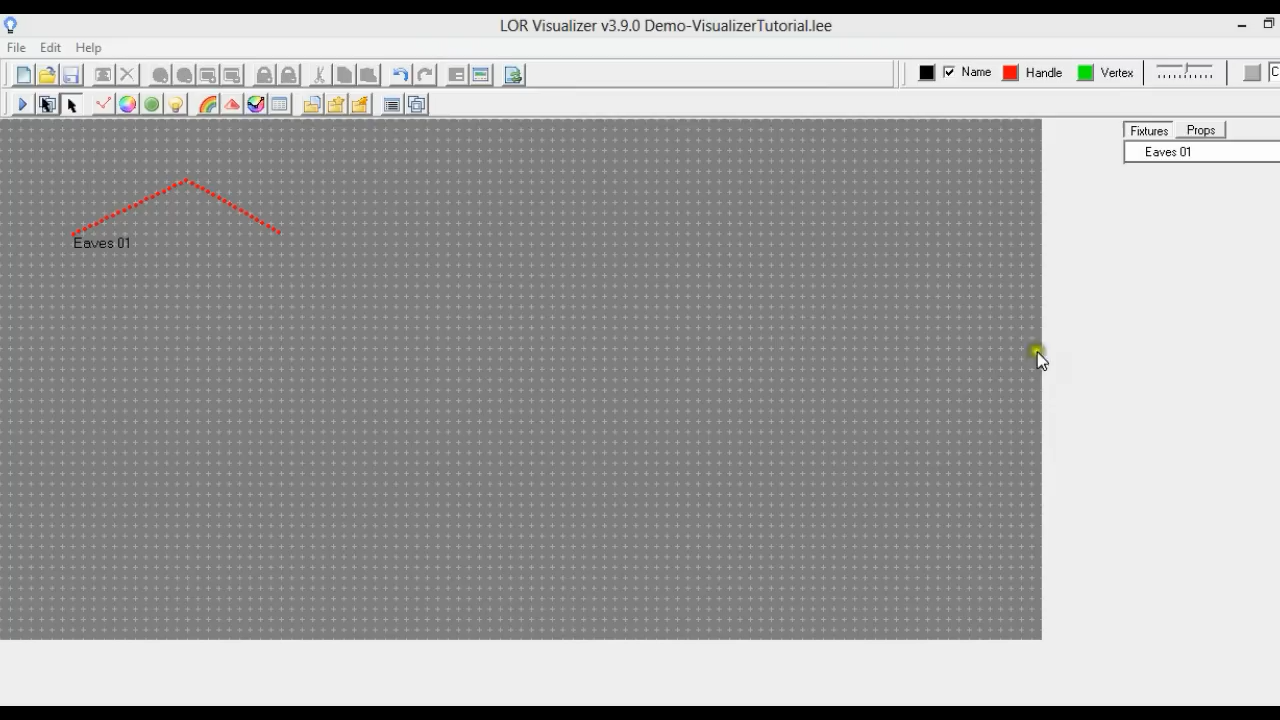 LOR Visualizer v3.9.0 Demo-VisualizerTutorial.lee
File Edit Help
Name Handle Vertex C
Fixtures Props
Eaves 01
Eaves 01